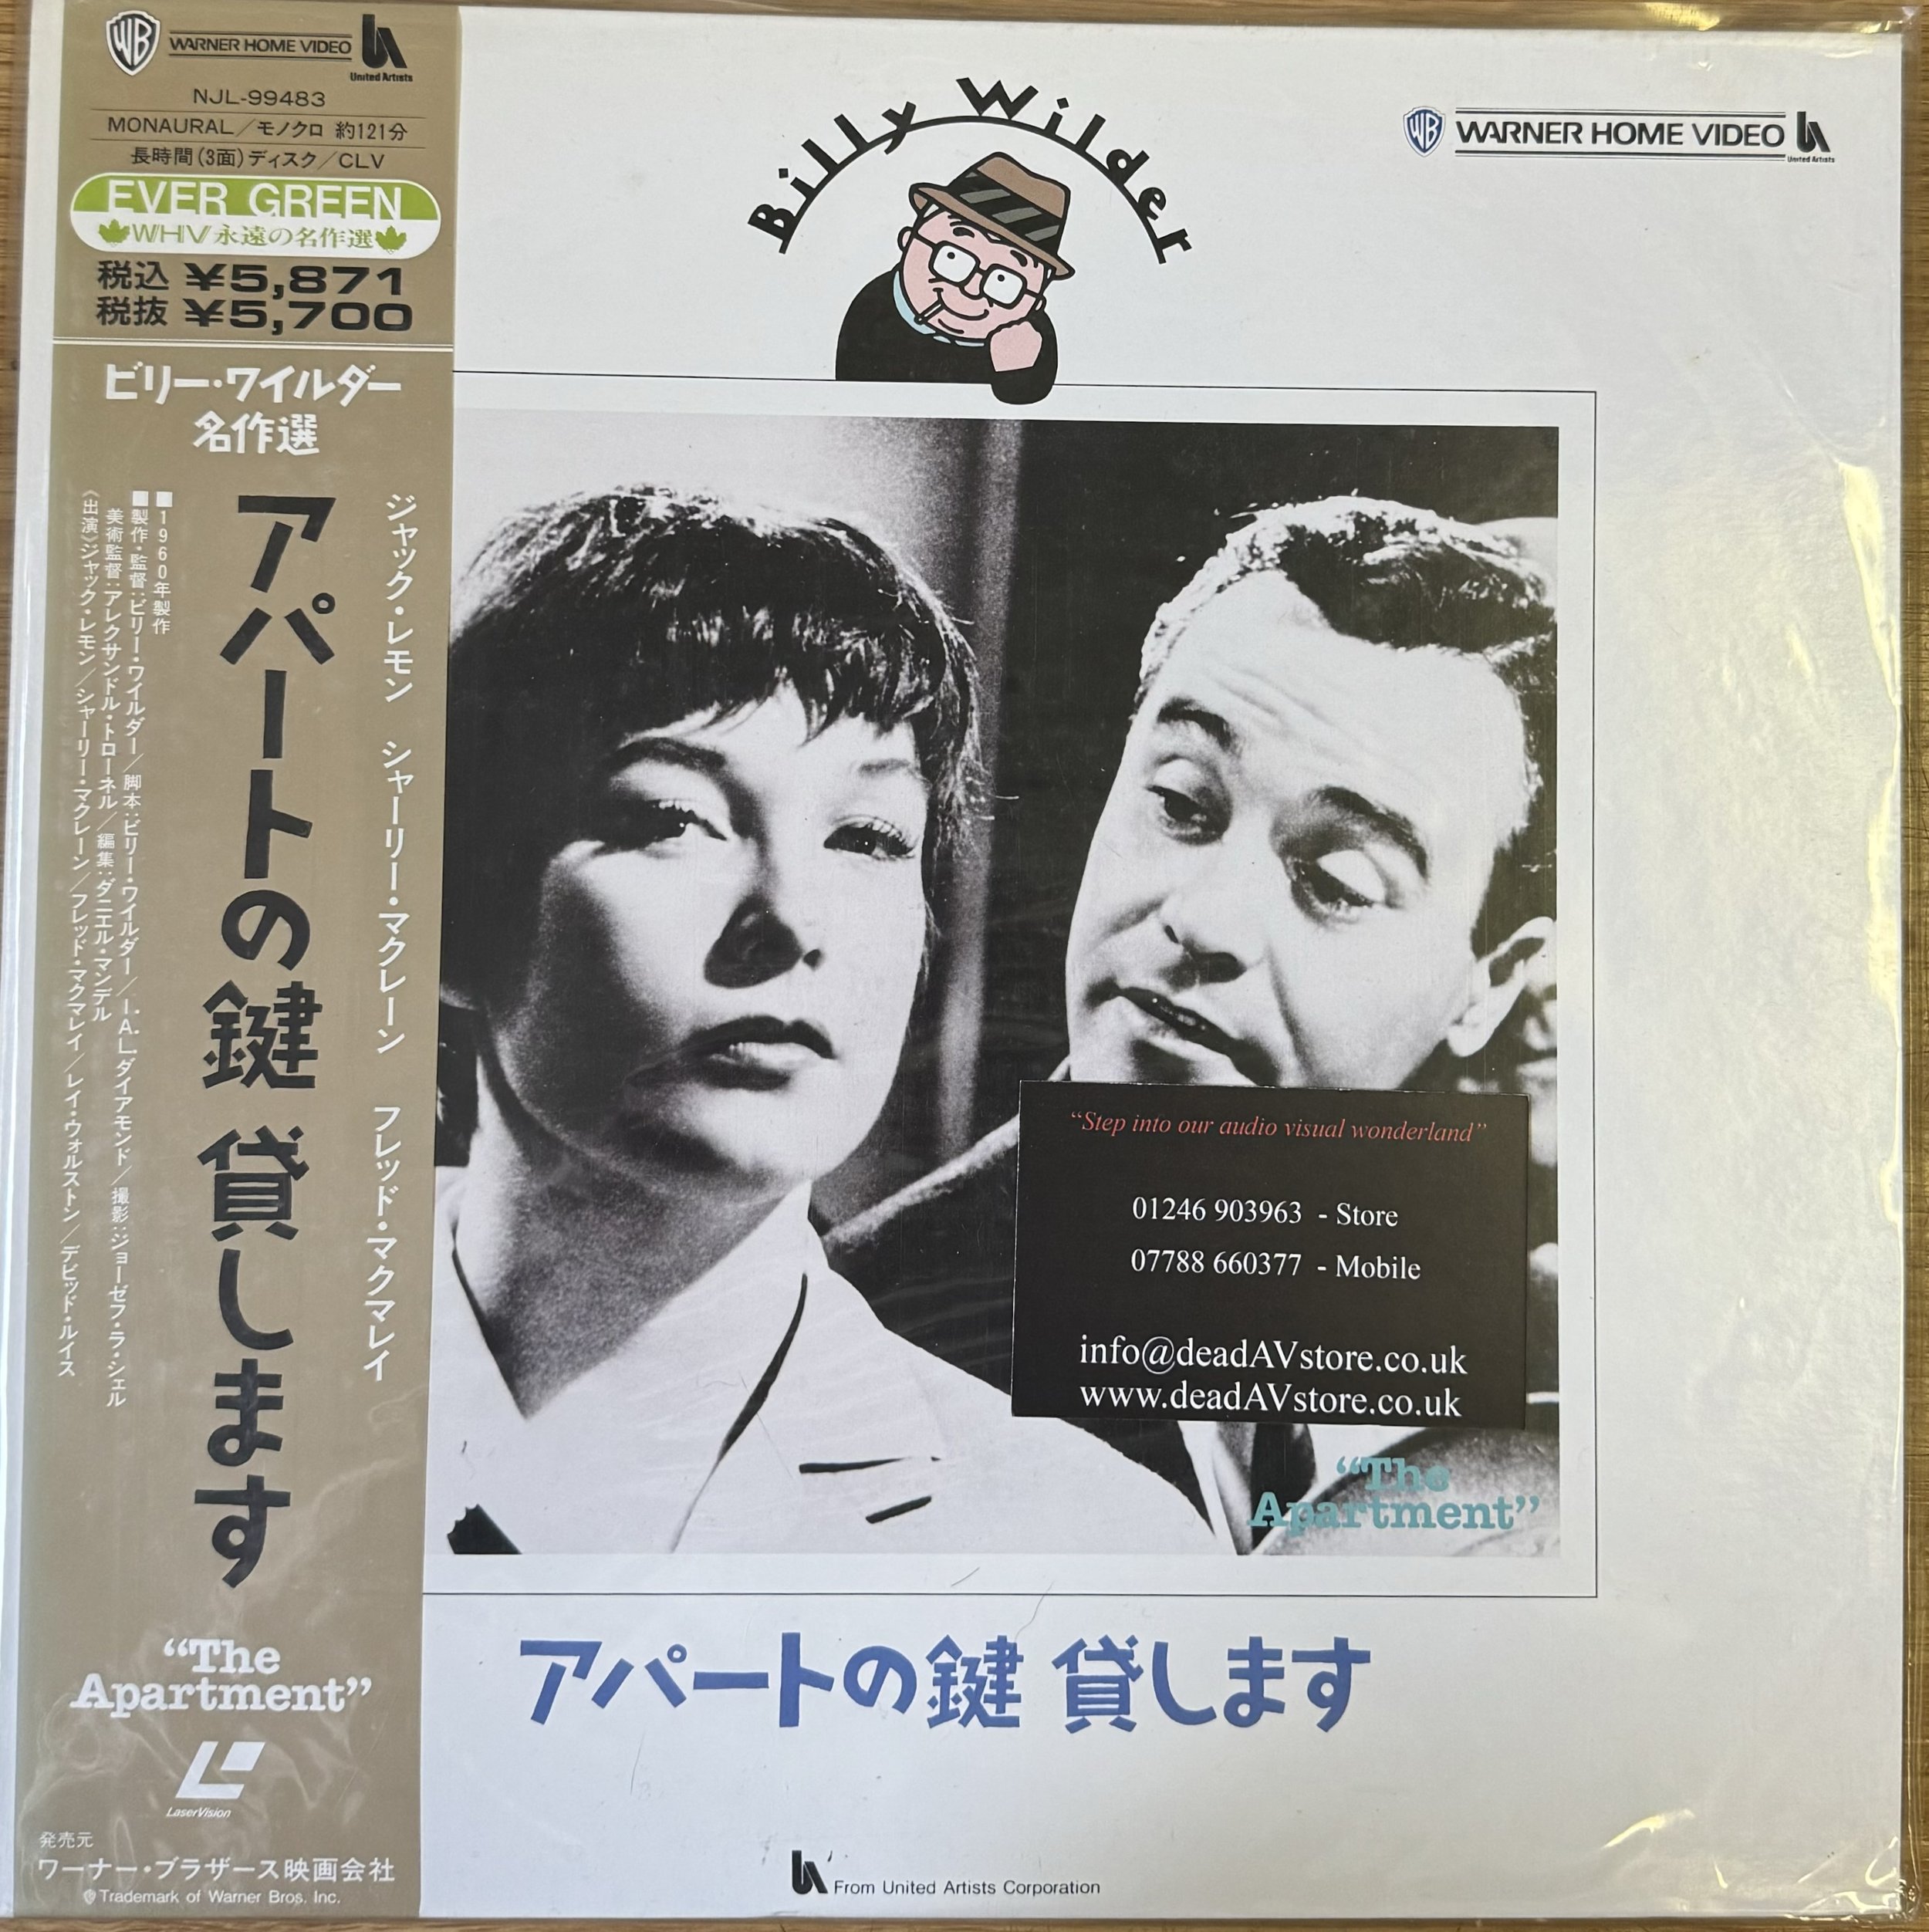 WB WARNER HOME VIDEO
United Artists
NJL-99483
MONAURAL／モノクロ 約121分
長時間(3面)ディスク／CLV
EVER GREEN
WHV永遠の名作選
税込 ¥5,871
税抜 ¥5,700
ビリー・ワイルダー
名作選
ジャック・レモン シャーリー・マクレーン フレッド・マクマレイ
アパートの鍵 貸します
■1960年製作
■製作・監督:ビリー・ワイルダー／脚本:ビリー・ワイルダー／I.A.L.ダイアモンド／撮影:ジョーゼフ・ラ・シェル
美術監督:アレクサンドル・トローネル／編集:ダニエル・マンデル
《出演》ジャック・レモン／シャーリー・マクレーン／フレッド・マクマレイ／レイ・ウォルストン／デビッド・ルイス
“The
Apartment”
LaserVision
発売元
ワーナー・ブラザース映画会社
Trademark of Warner Bros. Inc.
Billy Wilder
WB WARNER HOME VIDEO
United Artists
“Step into our audio visual wonderland”
01246 903963 - Store
07788 660377 - Mobile
info@deadAVstore.co.uk
www.deadAVstore.co.uk
“The
Apartment”
アパートの鍵 貸します
From United Artists Corporation